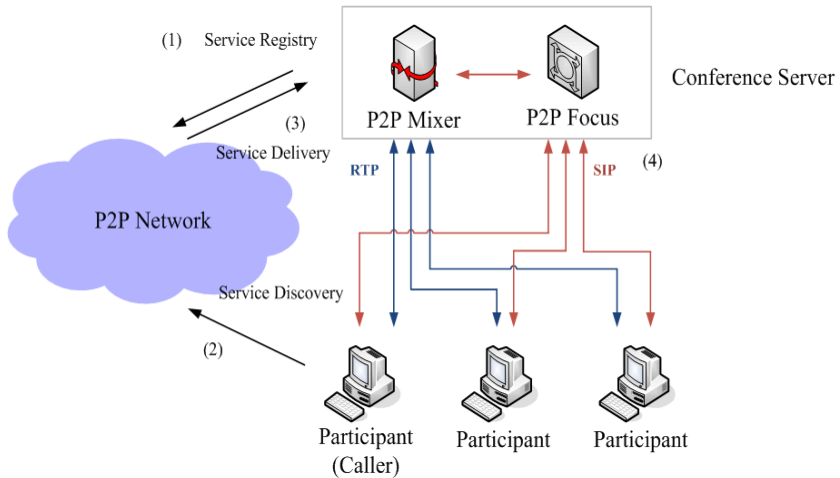 (1) Service Registry
Conference Server
P2P Mixer
P2P Focus
(3)
Service Delivery
RTP
SIP
(4)
P2P Network
Service Discovery
(2)
Participant
(Caller)
Participant
Participant